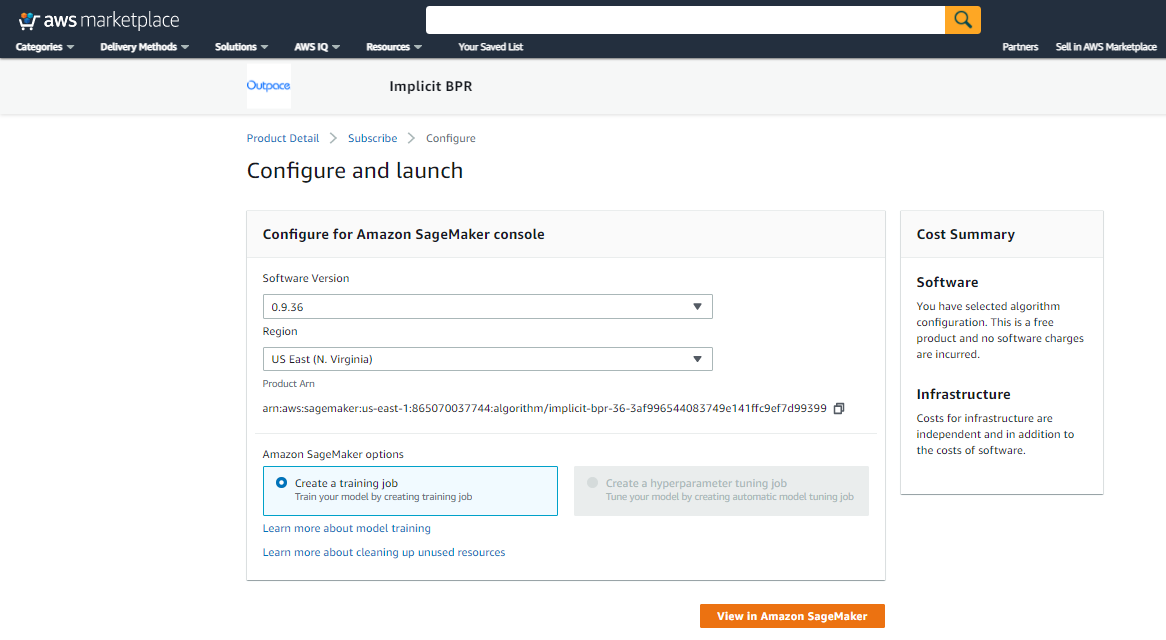 aws marketplace
Categories
Delivery Methods
Solutions
AWS IQ
Resources
Your Saved List
Partners
Sell in AWS Marketplace
Outpace
Implicit BPR
Product Detail
Subscribe
Configure
Configure and launch
Configure for Amazon SageMaker console
Software Version
0.9.36
Region
US East (N. Virginia)
Product Arn
arn:aws:sagemaker:us-east-1:865070037744:algorithm/implicit-bpr-36-3af996544083749e141ffc9ef7d99399
Amazon SageMaker options
Create a training job
Train your model by creating training job
Create a hyperparameter tuning job
Tune your model by creating automatic model tuning job
Learn more about model training
Learn more about cleaning up unused resources
Cost Summary
Software
You have selected algorithm
configuration. This is a free
product and no software charges
are incurred.
Infrastructure
Costs for infrastructure are
independent and in addition to
the costs of software.
View in Amazon SageMaker